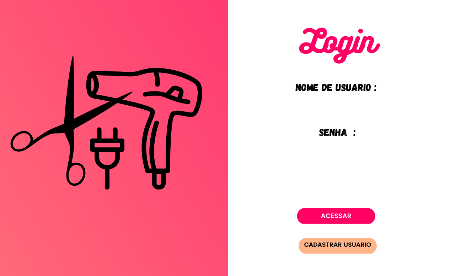 Login
NOME DE USUARIO :
SENHA :
ACESSAR
CADASTRAR USUARIO